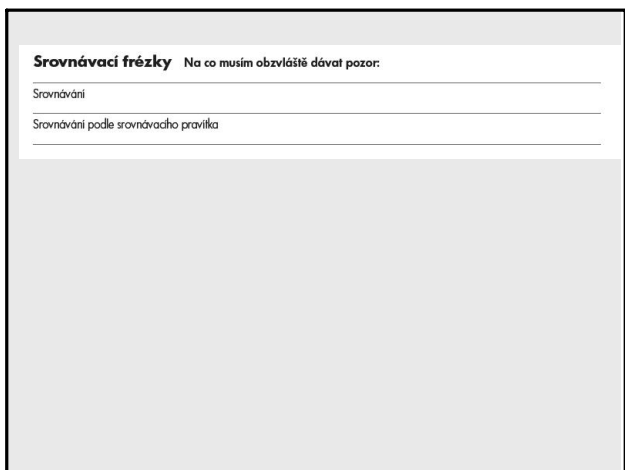 Srovnávací frézky Na co musím obzvláště dávat pozor:
Srovnávání
Srovnávání podle srovnávacího pravítka